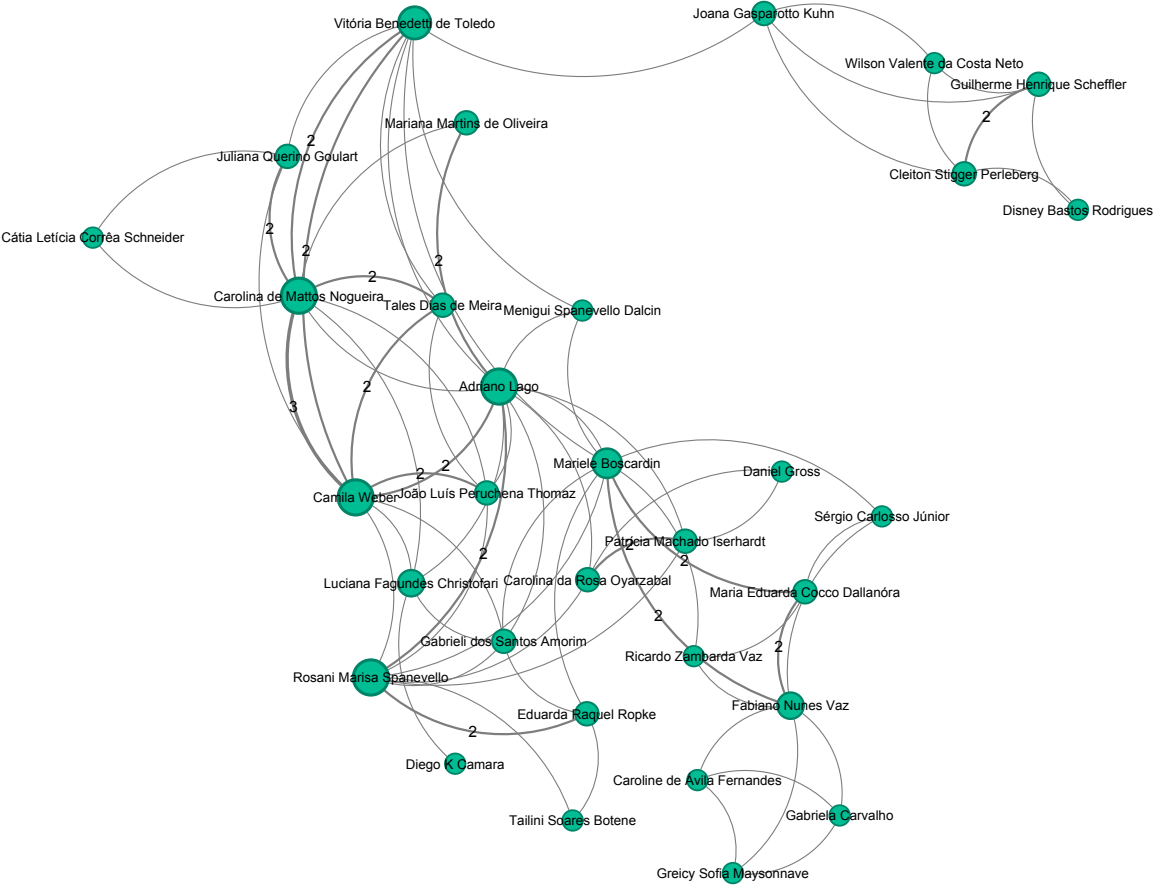 Joana Gasparotto Kuhn
Vitória Benedetti de Toledo
Wilson Valente da Costa Neto
Guilherme Henrique Scheffler
2
Mariana Martins de Oliveira
2
Juliana Querino Goulart
Cleiton Stigger Perleberg
Disney Bastos Rodrigues
2
Cátia Letícia Corrêa Schneider
2
2
2
Carolina de Mattos Nogueira
Tales Dias de Meira
Menigui Spanevello Dalcin
2
Adriano Lago
3
Mariele Boscardin
2
2
Daniel Gross
Camila Weber
João Luís Peruchena Thomaz
Sérgio Carlosso Júnior
Patrícia Machado Iserhardt
2
2
2
Luciana Fagundes Christofari
Carolina da Rosa Oyarzabal
Maria Eduarda Cocco Dallanóra
2
Gabrieli dos Santos Amorim
2
Ricardo Zambarda Vaz
Rosani Marisa Spanevello
Fabiano Nunes Vaz
Eduarda Raquel Ropke
2
Diego K Camara
Caroline de Ávila Fernandes
Gabriela Carvalho
Tailini Soares Botene
Greicy Sofia Maysonnave